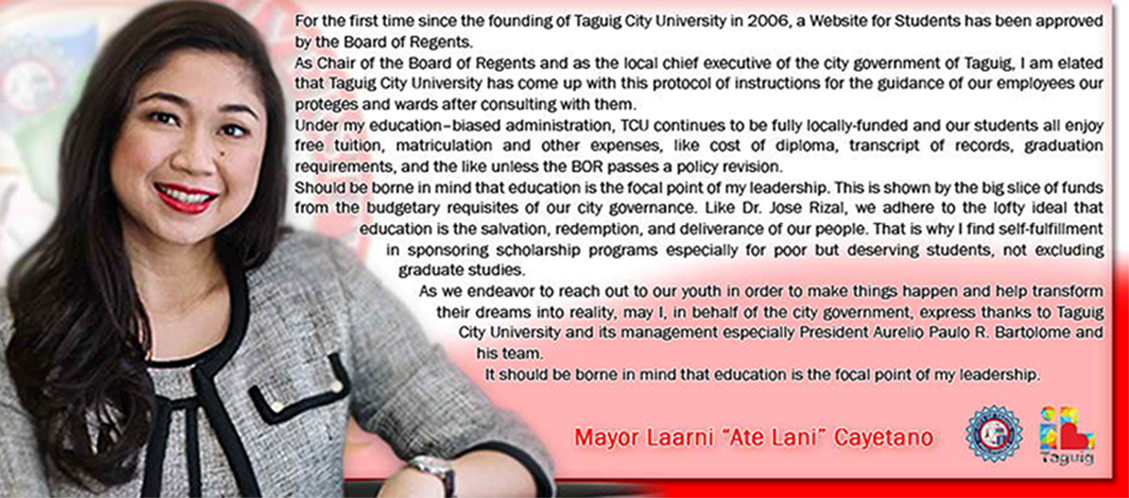 For the first time since the founding of Taguig City University in 2006, a Website for Students has been approved
by the Board of Regents.
As Chair of the Board of Regents and as the local chief executive of the city government of Taguig, I am elated
that Taguig City University has come up with this protocol of instructions for the guidance of our employees our
proteges and wards after consulting with them.
Under my education–biased administration, TCU continues to be fully locally-funded and our students all enjoy
free tuition, matriculation and other expenses, like cost of diploma, transcript of records, graduation
requirements, and the like unless the BOR passes a policy revision.
Should be borne in mind that education is the focal point of my leadership. This is shown by the big slice of funds
from the budgetary requisites of our city governance. Like Dr. Jose Rizal, we adhere to the lofty ideal that
education is the salvation, redemption, and deliverance of our people. That is why I find self-fulfillment
in sponsoring scholarship programs especially for poor but deserving students, not excluding
graduate studies.
As we endeavor to reach out to our youth in order to make things happen and help transform
their dreams into reality, may I, in behalf of the city government, express thanks to Taguig
City University and its management especially President Aurelio Paulo R. Bartolome and
his team.
It should be borne in mind that education is the focal point of my leadership.
Mayor Laarni “Ate Lani” Cayetano
Taguig